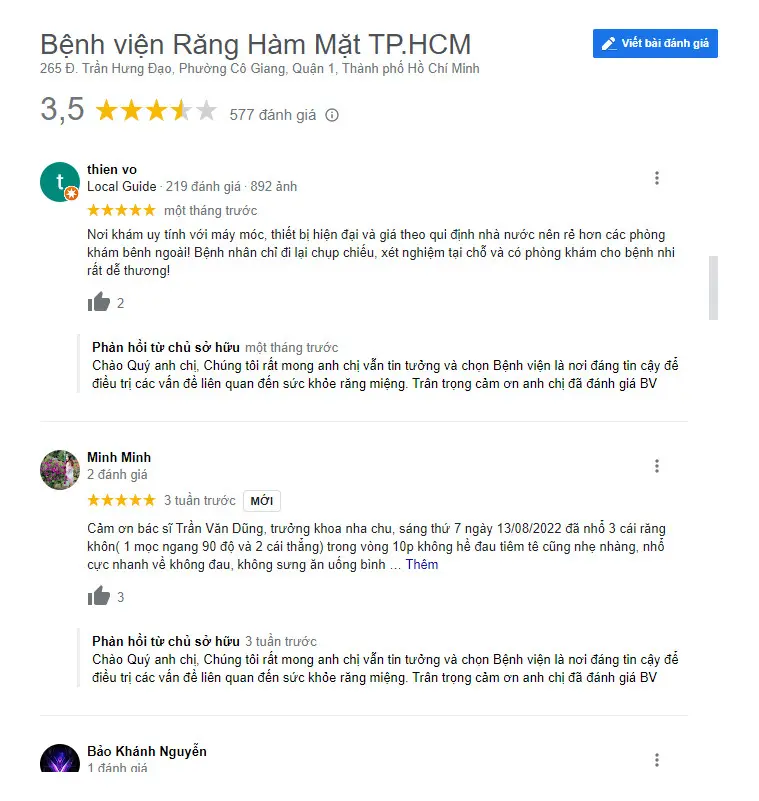 Bệnh viện Răng Hàm Mặt TP.HCM
Viết bài đánh giá
265 Đ. Trần Hưng Đạo, Phường Cô Giang, Quận 1, Thành phố Hồ Chí Minh
3,5 577 đánh giá
t
thien vo
Local Guide · 219 đánh giá · 892 ảnh
một tháng trước
Nơi khám uy tính với máy móc, thiết bị hiện đại và giá theo qui định nhà nước nên rẻ hơn các phòng
khám bênh ngoài! Bệnh nhân chỉ đi lại chụp chiếu, xét nghiệm tại chỗ và có phòng khám cho bệnh nhi
rất dễ thương!
2
Phản hồi từ chủ sở hữu một tháng trước
Chào Quý anh chị, Chúng tôi rất mong anh chị vẫn tin tưởng và chọn Bệnh viện là nơi đáng tin cậy để
điều trị các vấn đề liên quan đến sức khỏe răng miệng. Trân trọng cảm ơn anh chị đã đánh giá BV
Minh Minh
2 đánh giá
3 tuần trước MỚI
Cảm ơn bác sĩ Trần Văn Dũng, trưởng khoa nha chu, sáng thứ 7 ngày 13/08/2022 đã nhổ 3 cái răng
khôn( 1 mọc ngang 90 độ và 2 cái thẳng) trong vòng 10p không hề đau tiêm tê cũng nhẹ nhàng, nhổ
cực nhanh về không đau, không sưng ăn uống bình … Thêm
3
Phản hồi từ chủ sở hữu 3 tuần trước
Chào Quý anh chị, Chúng tôi rất mong anh chị vẫn tin tưởng và chọn Bệnh viện là nơi đáng tin cậy để
điều trị các vấn đề liên quan đến sức khỏe răng miệng. Trân trọng cảm ơn anh chị đã đánh giá BV
Bảo Khánh Nguyễn
1 đánh giá